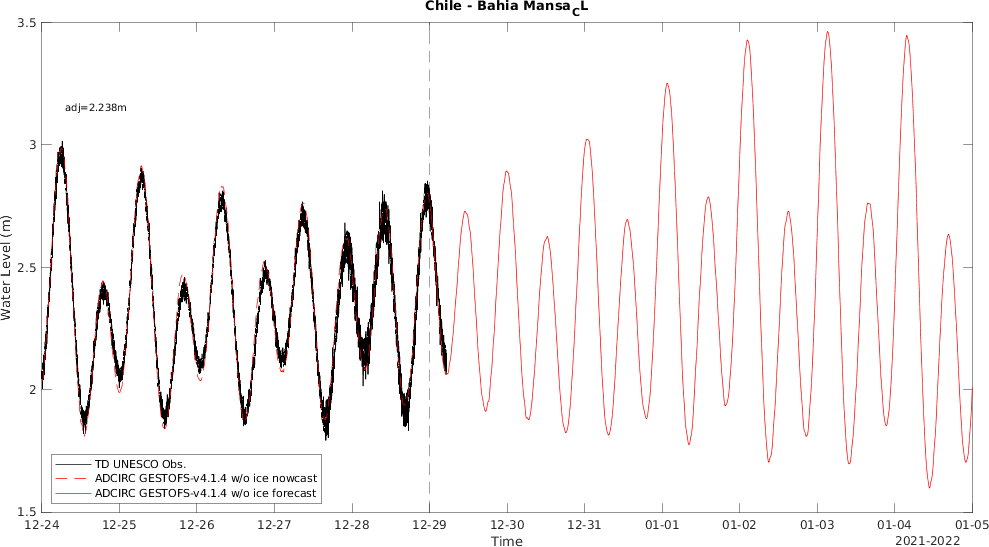 Chile - Bahia Mansa_CL
3.5
adj=2.238m
3
2.5
Water Level (m)
2
TD UNESCO Obs.
ADCIRC GESTOFS-v4.1.4 w/o ice nowcast
ADCIRC GESTOFS-v4.1.4 w/o ice forecast
1.5
12-24 12-25 12-26 12-27 12-28 12-29 12-30 12-31 01-01 01-02 01-03 01-04 01-05
Time
2021-2022